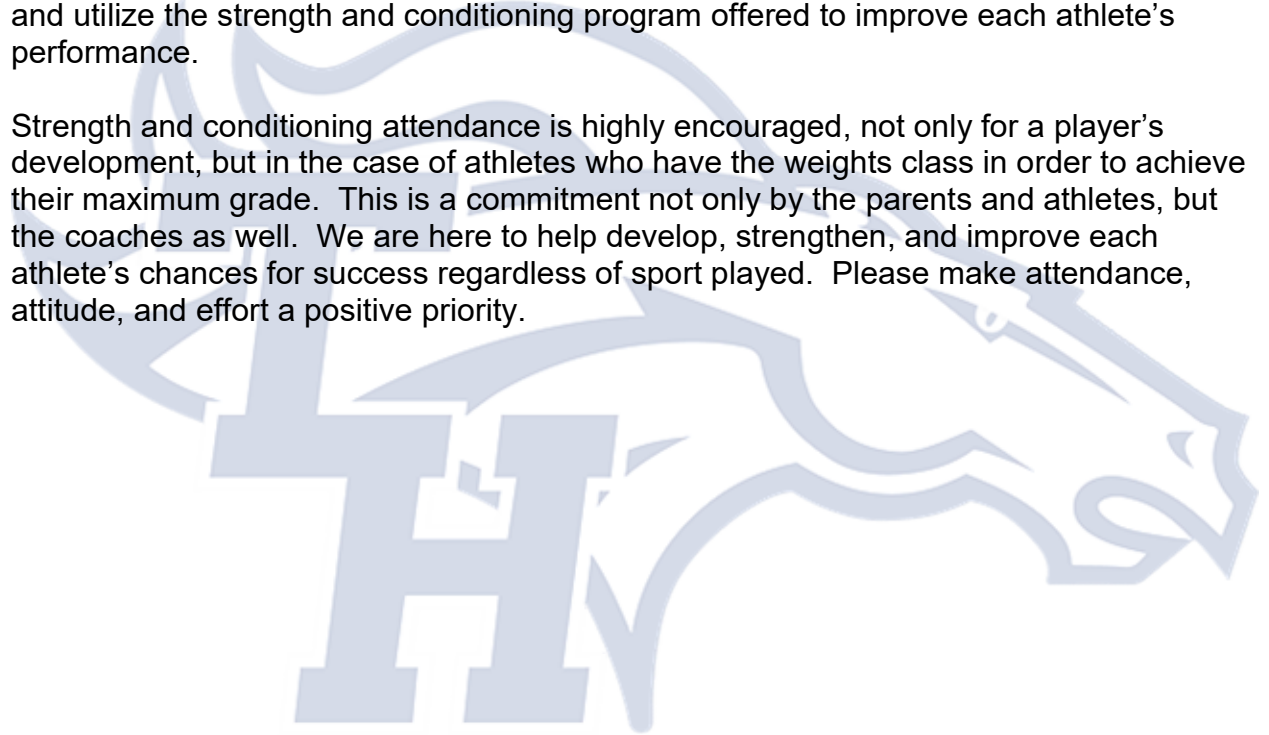 and utilize the strength and conditioning program offered to improve each athlete’s
performance.
Strength and conditioning attendance is highly encouraged, not only for a player’s
development, but in the case of athletes who have the weights class in order to achieve
their maximum grade.  This is a commitment not only by the parents and athletes, but
the coaches as well.  We are here to help develop, strengthen, and improve each
athlete’s chances for success regardless of sport played.  Please make attendance,
attitude, and effort a positive priority.
TH